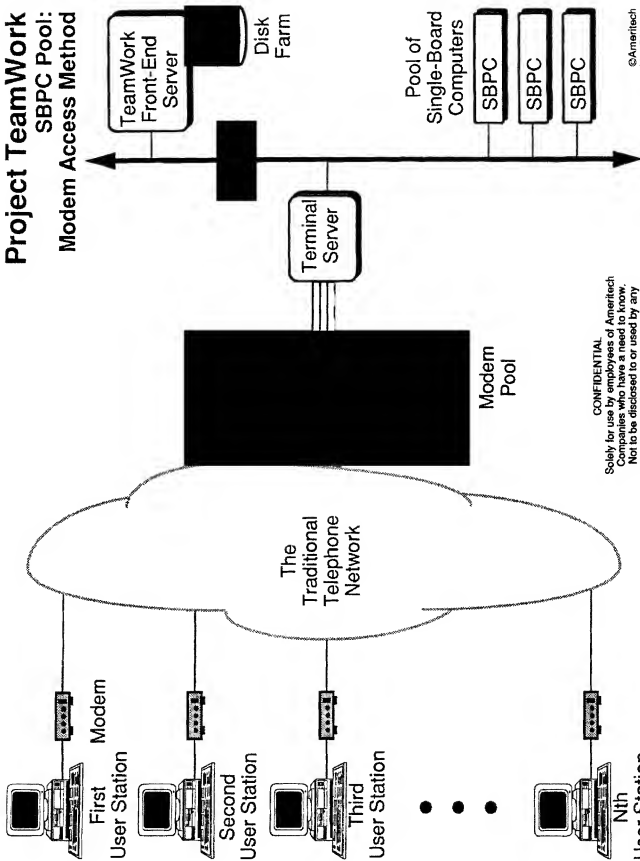 Project TeamWork
SBPC Pool:
Modem Access Method
TeamWork
Front-End
Server
Disk
Farm
Terminal
Server
Pool of
Single-Board
Computers
SBPC
SBPC
SBPC
Modem
Pool
The
Traditional
Telephone
Network
Modem
First
User Station
Second
User Station
Third
User Station
Nth
User Station
CONFIDENTIAL
Solely for use by employees of Ameritech
Companies who have a need to know.
Not to be disclosed to or used by any
©Ameritech